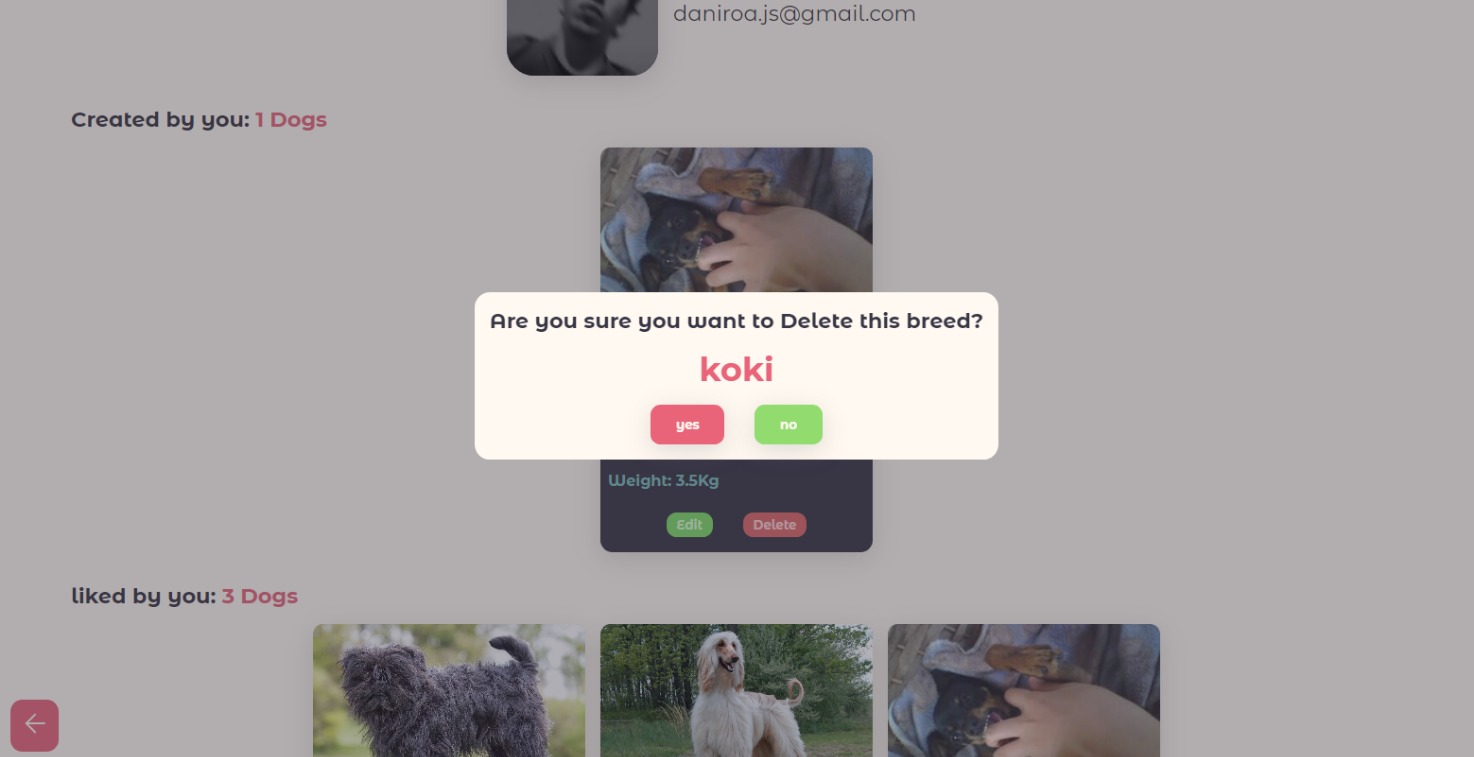 daniroa.js@gmail.com
Created by you: 1 Dogs
Are you sure you want to Delete this breed?
koki
yes no
Weight: 3.5Kg
Edit Delete
liked by you: 3 Dogs